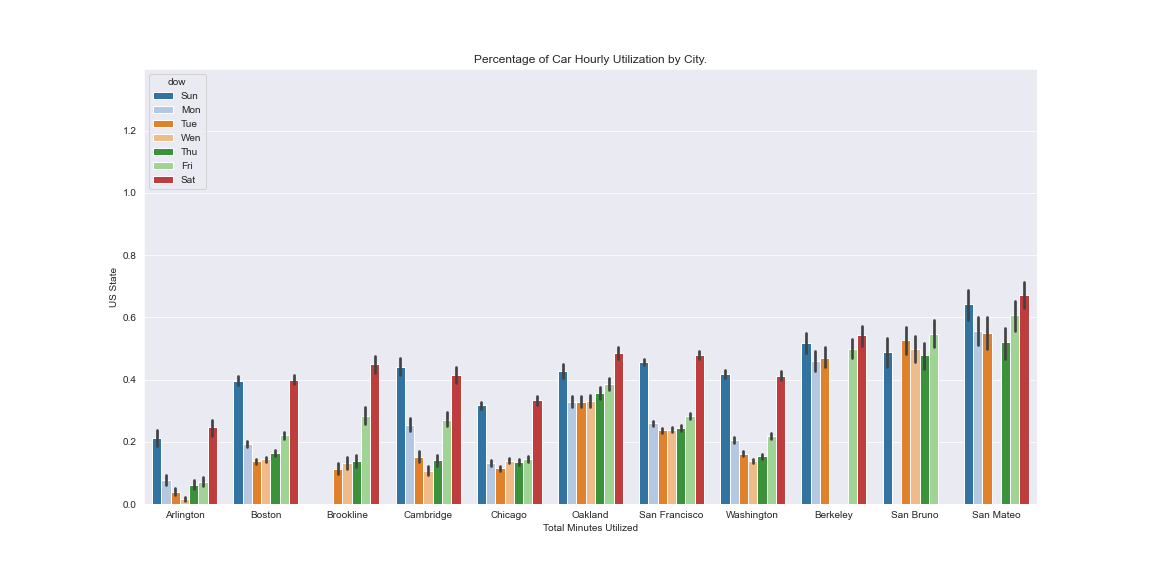 Percentage of Car Hourly Utilization by City.
dow
Sun
Mon
Tue
Wen
Thu
Fri
Sat
1.2
1.0
0.8
0.6
0.4
0.2
0.0
US State
Arlington Boston Brookline Cambridge Chicago Oakland San Francisco Washington Berkeley San Bruno San Mateo
Total Minutes Utilized